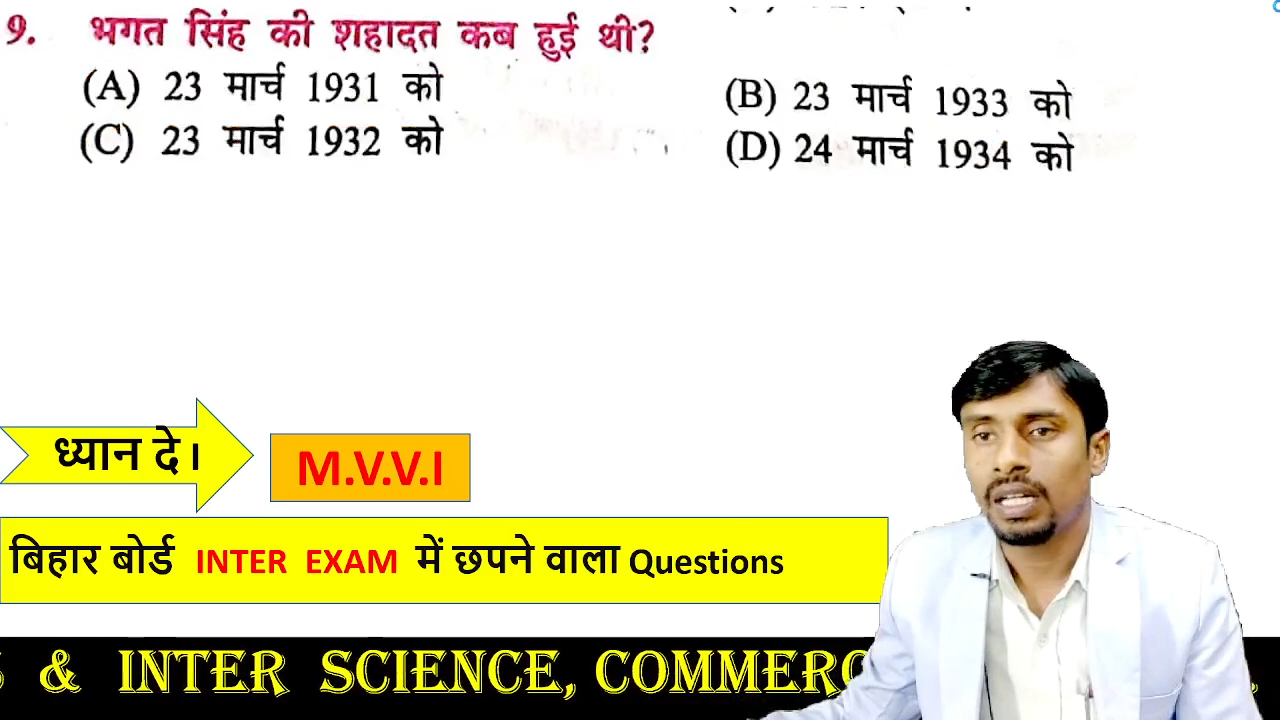 9. भगत सिंह की शहादत कब हुई थी?
(A) 23 मार्च 1931 को
(B) 23 मार्च 1933 को
(C) 23 मार्च 1932 को
(D) 24 मार्च 1934 को
ध्यान दे।
M.V.V.I
बिहार बोर्ड INTER EXAM में छपने वाला Questions
& INTER SCIENCE, COMMERC